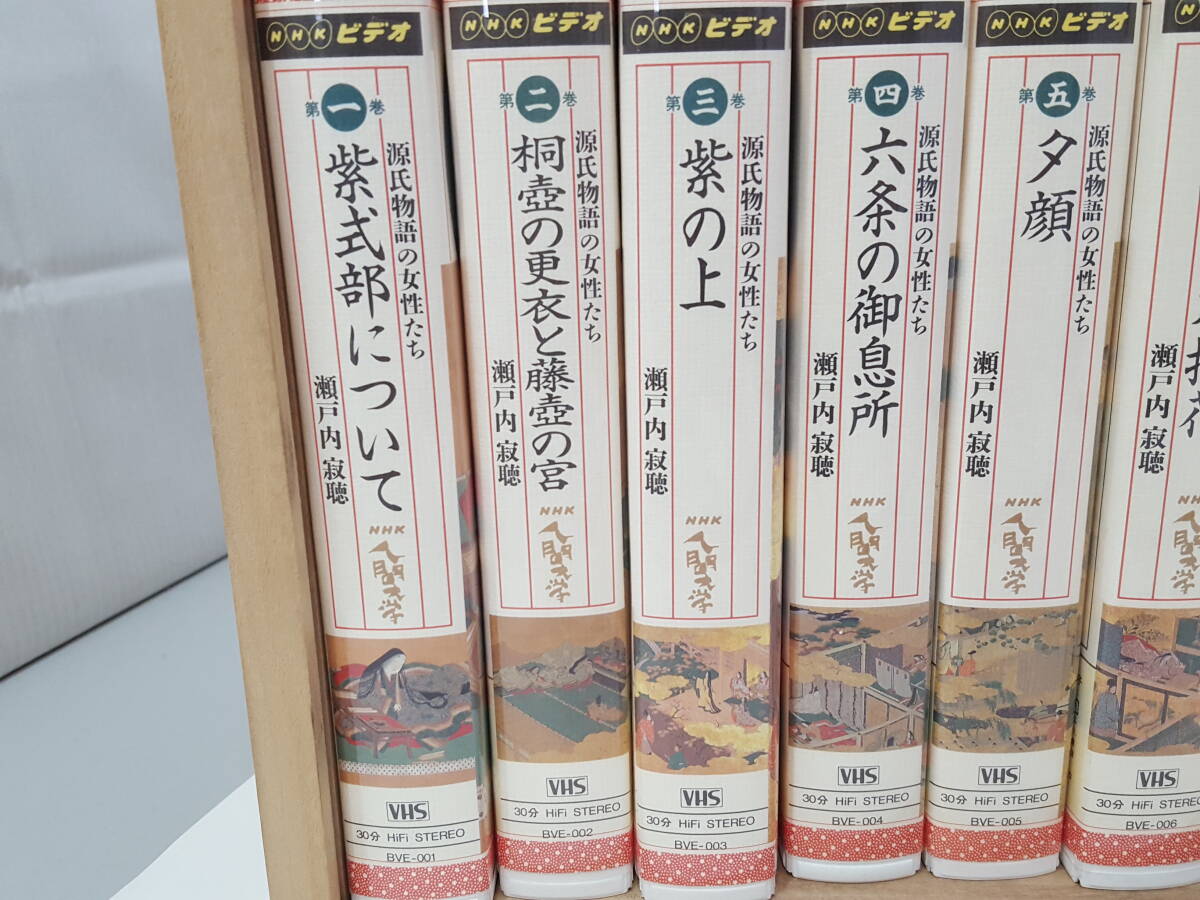 NHKビデオ
第一巻
源氏物語の女性たち
紫式部について
瀬戸内寂聴
NHK
人間大学
VHS
30分 HiFi STEREO
BVE-001
NHKビデオ
第二巻
源氏物語の女性たち
桐壺の更衣と藤壺の宮
瀬戸内寂聴
NHK
人間大学
VHS
30分 HiFi STEREO
BVE-002
NHKビデオ
第三巻
源氏物語の女性たち
紫の上
瀬戸内寂聴
NHK
人間大学
VHS
30分 HiFi STEREO
BVE-003
NHKビデオ
第四巻
源氏物語の女性たち
六条の御息所
瀬戸内寂聴
NHK
人間大学
VHS
30分 HiFi STEREO
BVE-004
NHKビデオ
第五巻
源氏物語の女性たち
夕顔
瀬戸内寂聴
NHK
人間大学
VHS
30分 HiFi STEREO
BVE-005
花
瀬戸内寂聴
VHS
30分 HiFi STEREO
BVE-006